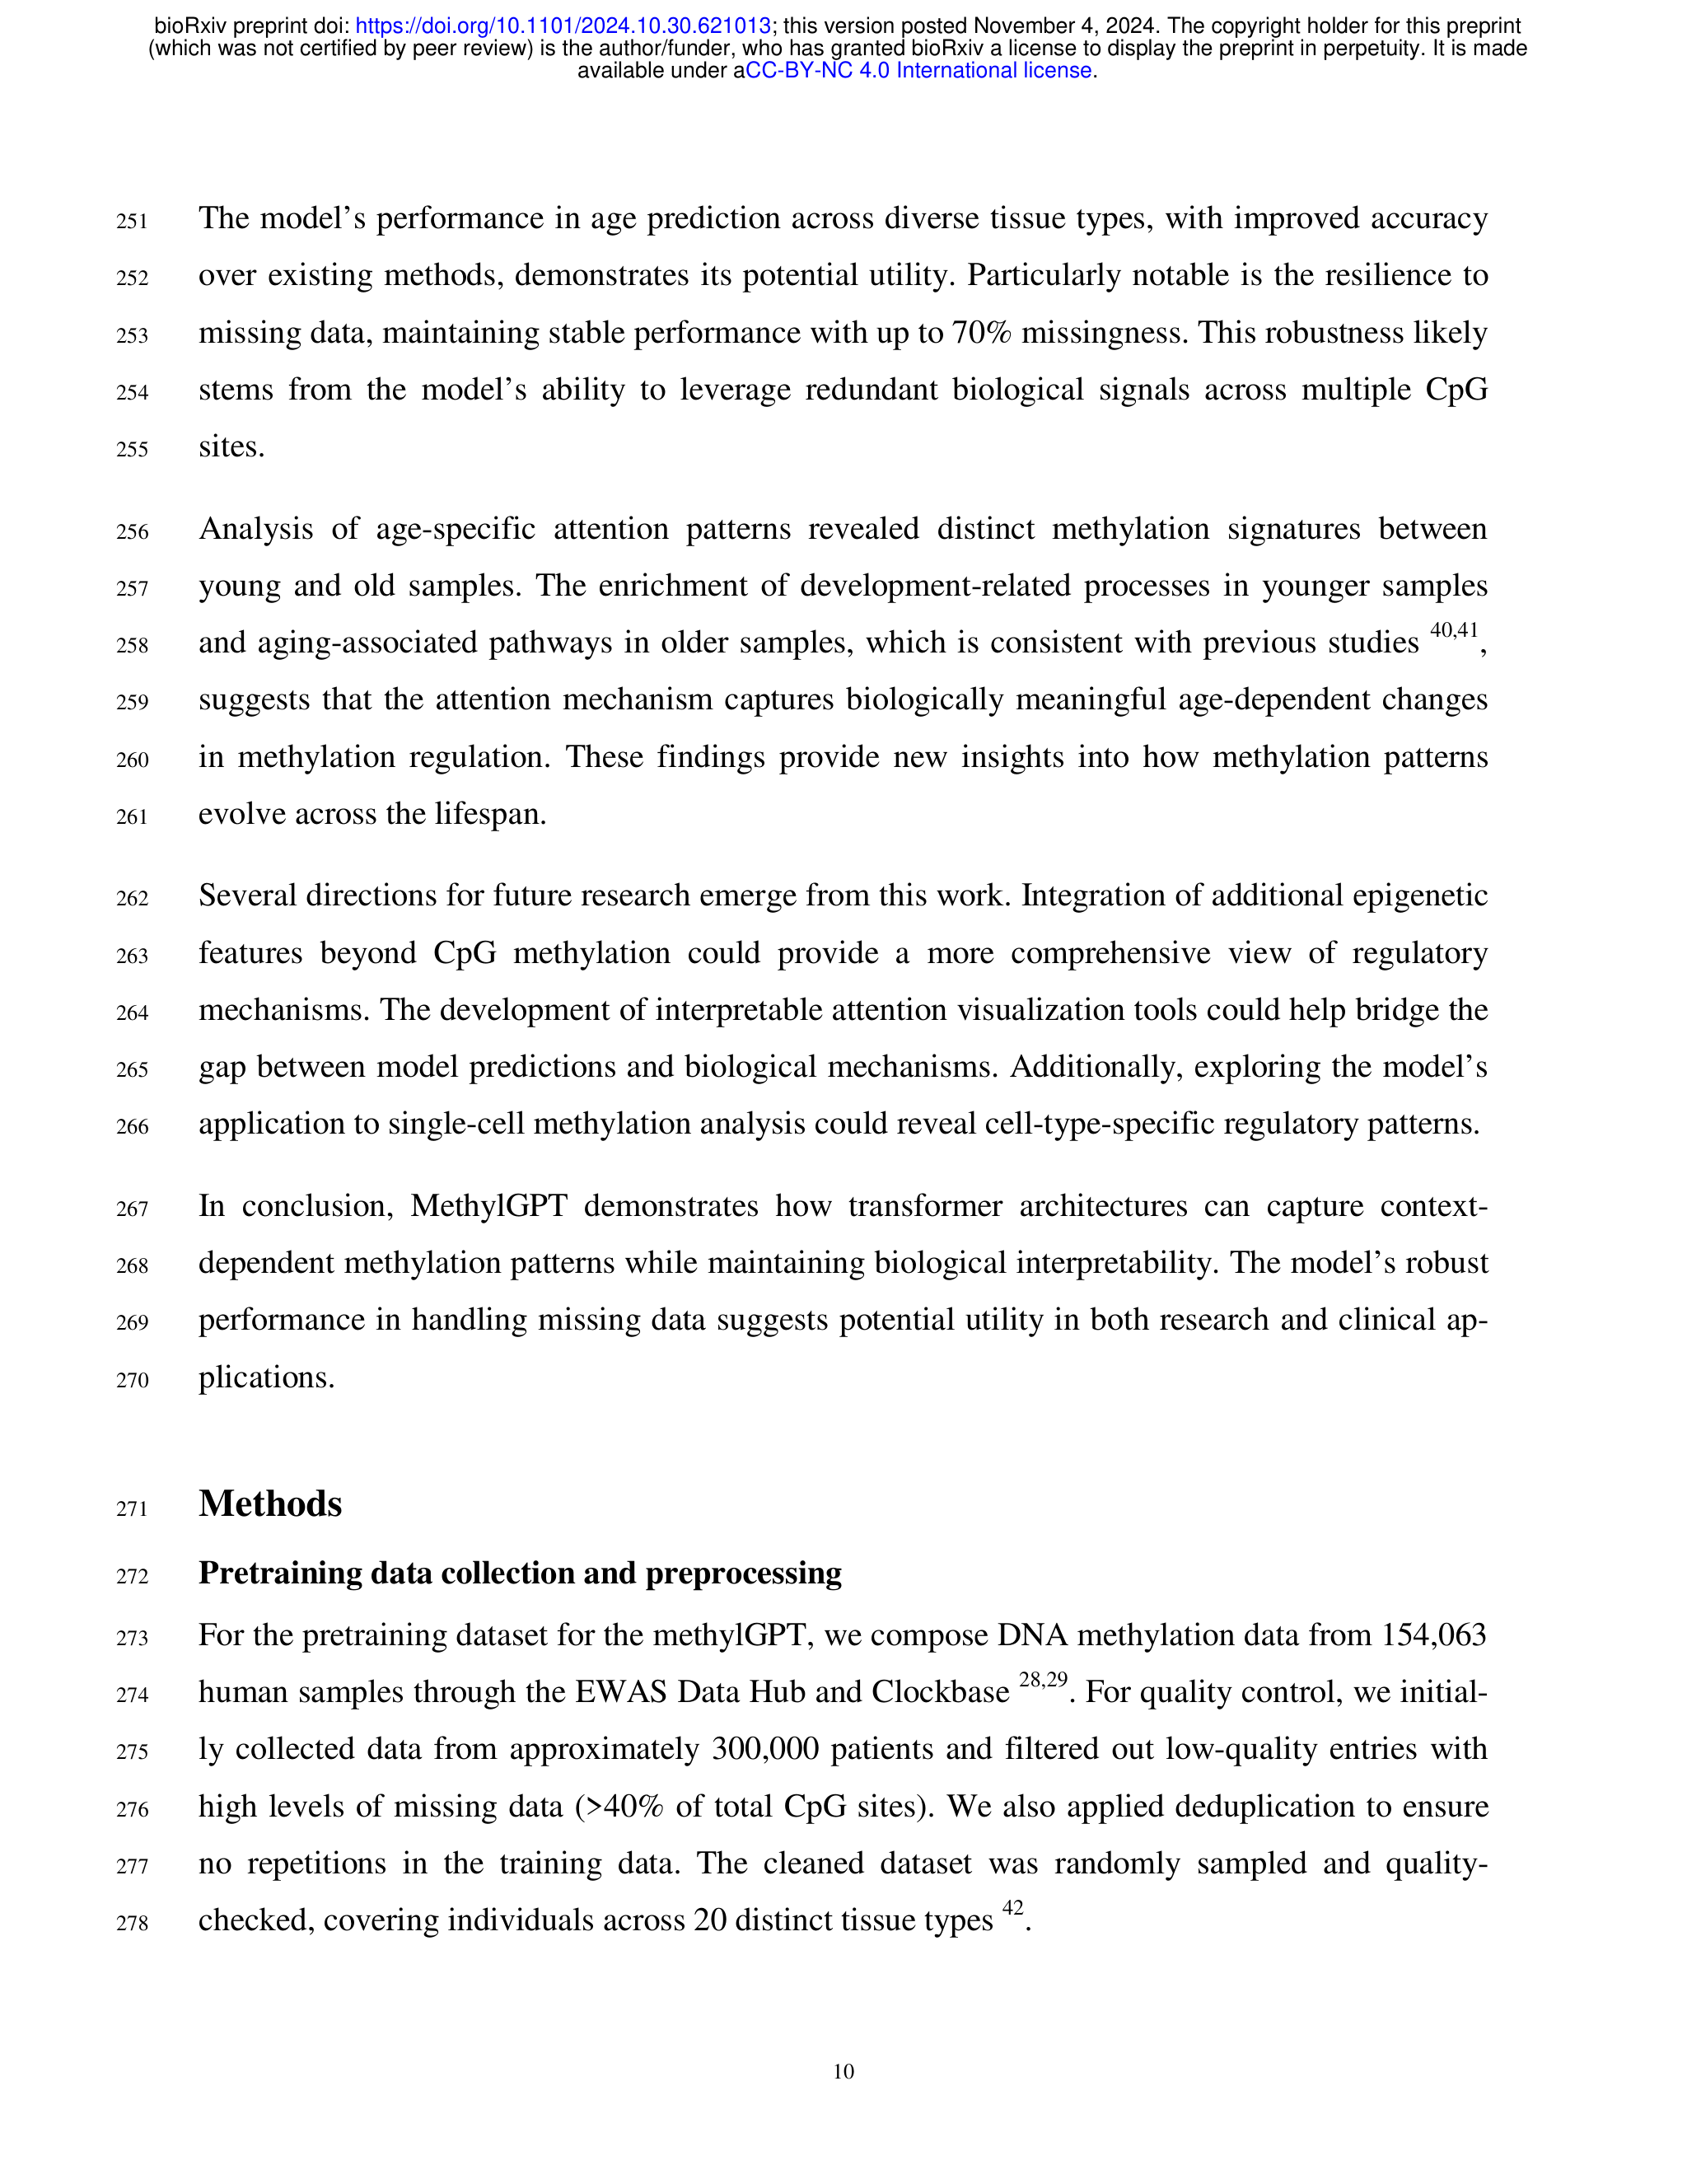 bioRxiv preprint doi: https://doi.org/10.1101/2024.10.30.621013; this version posted November 4, 2024. The copyright holder for this preprint
(which was not certified by peer review) is the author/funder, who has granted bioRxiv a license to display the preprint in perpetuity. It is made
available under aCC-BY-NC 4.0 International license.
251 The model’s performance in age prediction across diverse tissue types, with improved accuracy
252 over existing methods, demonstrates its potential utility. Particularly notable is the resilience to
253 missing data, maintaining stable performance with up to 70% missingness. This robustness likely
254 stems from the model’s ability to leverage redundant biological signals across multiple CpG
255 sites.
256 Analysis of age-specific attention patterns revealed distinct methylation signatures between
257 young and old samples. The enrichment of development-related processes in younger samples
258 and aging-associated pathways in older samples, which is consistent with previous studies 40,41,
259 suggests that the attention mechanism captures biologically meaningful age-dependent changes
260 in methylation regulation. These findings provide new insights into how methylation patterns
261 evolve across the lifespan.
262 Several directions for future research emerge from this work. Integration of additional epigenetic
263 features beyond CpG methylation could provide a more comprehensive view of regulatory
264 mechanisms. The development of interpretable attention visualization tools could help bridge the
265 gap between model predictions and biological mechanisms. Additionally, exploring the model’s
266 application to single-cell methylation analysis could reveal cell-type-specific regulatory patterns.
267 In conclusion, MethylGPT demonstrates how transformer architectures can capture context-
268 dependent methylation patterns while maintaining biological interpretability. The model’s robust
269 performance in handling missing data suggests potential utility in both research and clinical ap-
270 plications.
271 Methods
272 Pretraining data collection and preprocessing
273 For the pretraining dataset for the methylGPT, we compose DNA methylation data from 154,063
274 human samples through the EWAS Data Hub and Clockbase 28,29. For quality control, we initial-
275 ly collected data from approximately 300,000 patients and filtered out low-quality entries with
276 high levels of missing data (>40% of total CpG sites). We also applied deduplication to ensure
277 no repetitions in the training data. The cleaned dataset was randomly sampled and quality-
278 checked, covering individuals across 20 distinct tissue types 42.
10